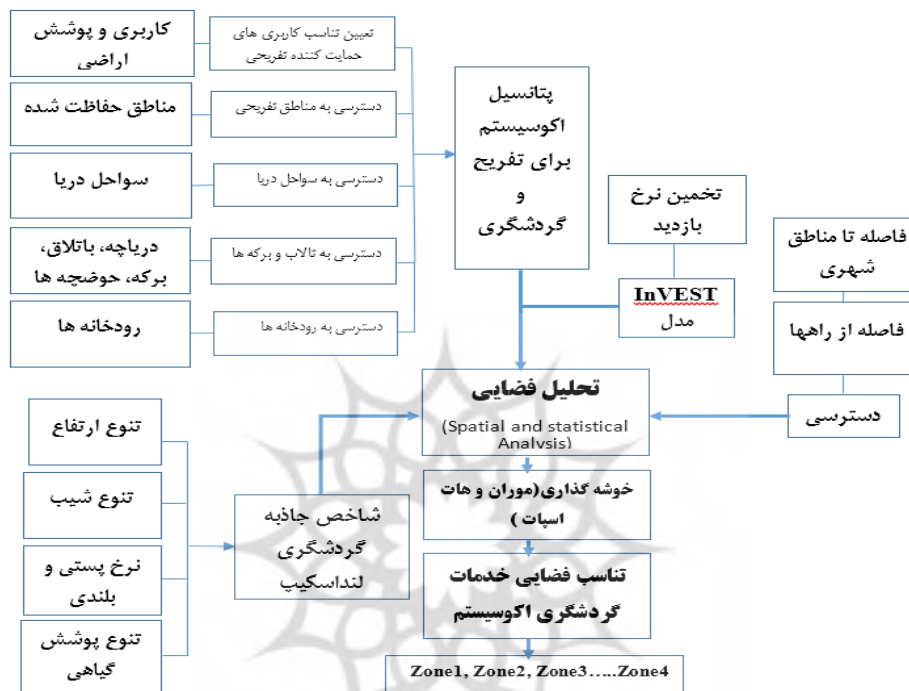 کاربری و پوشش
اراضی
تعیین تناسب کاربری های
حمایت کننده تفریحی
مناطق حفاظت شده
دسترسی به مناطق تفریحی
سواحل دریا
دسترسی به سواحل دریا
دریاچه، باتلاق،
برکه، حوضچه ها
دسترسی به تالاب و برکه ها
رودخانه ها
دسترسی به رودخانه ها
پتانسیل
اکوسیستم
برای تفریح
و
گردشگری
تخمین نرخ
بازدید
InVEST
مدل
فاصله تا مناطق
شهری
فاصله از راهها
دسترسی
تحلیل فضایی
(Spatial and statistical
Analysis)
تنوع ارتفاع
تنوع شیب
نرخ پستی و
بلندی
تنوع پوشش
گیاهی
شاخص جاذبه
گردشگری
لنداسکیپ
خوشه گذاری(موران و هات
اسپات )
تناسب فضایی خدمات
گردشگری اکوسیستم
Zone1, Zone2, Zone3.....Zone4